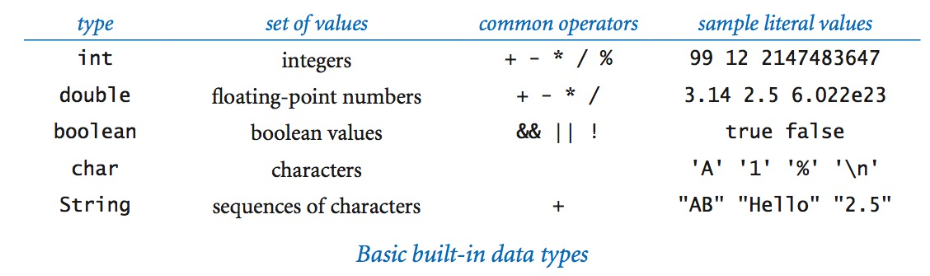 type set of values common operators sample literal values
int integers + - * / % 99 12 2147483647
double floating-point numbers + - * / 3.14 2.5 6.022e23
boolean boolean values && || ! true false
char characters 'A' '1' '%' '\n'
String sequences of characters + "AB" "Hello" "2.5"
Basic built-in data types